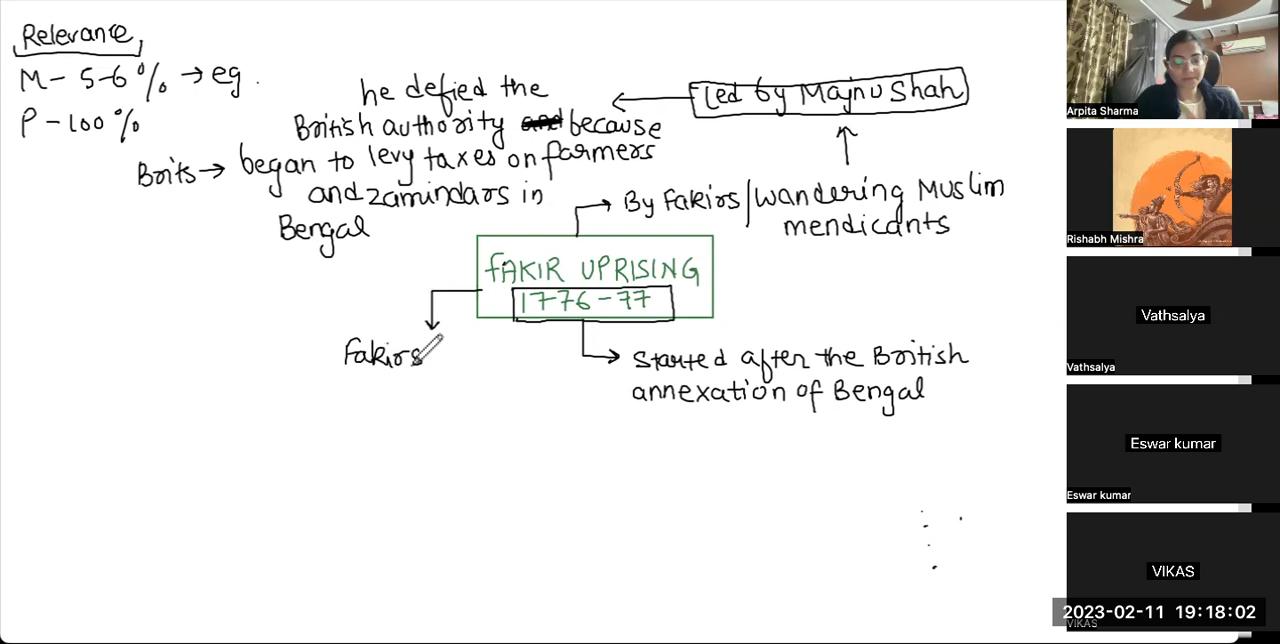 Relevance
M- 5-6% → eg.
P-100%
he defied the
British authority because
Brits → began to levy taxes on farmers
and zamindars in
Bengal
← Led by Majnu Shah
→ By Fakirs/wandering Muslim
mendicants
FAKIR UPRISING
1776-77
Fakirs
→ Started after the British
annexation of Bengal
Arpita Sharma
Rishabh Mishra
Vathsalya
Vathsalya
Eswar kumar
Eswar kumar
VIKAS
2023-02-11 19:18:02
VIKAS